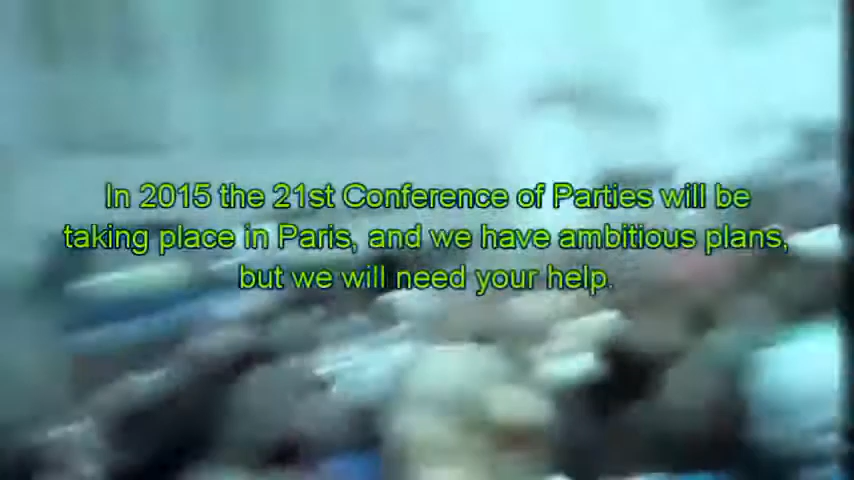 In 2015 the 21st Conference of Parties will be
taking place in Paris, and we have ambitious plans,
but we will need your help.